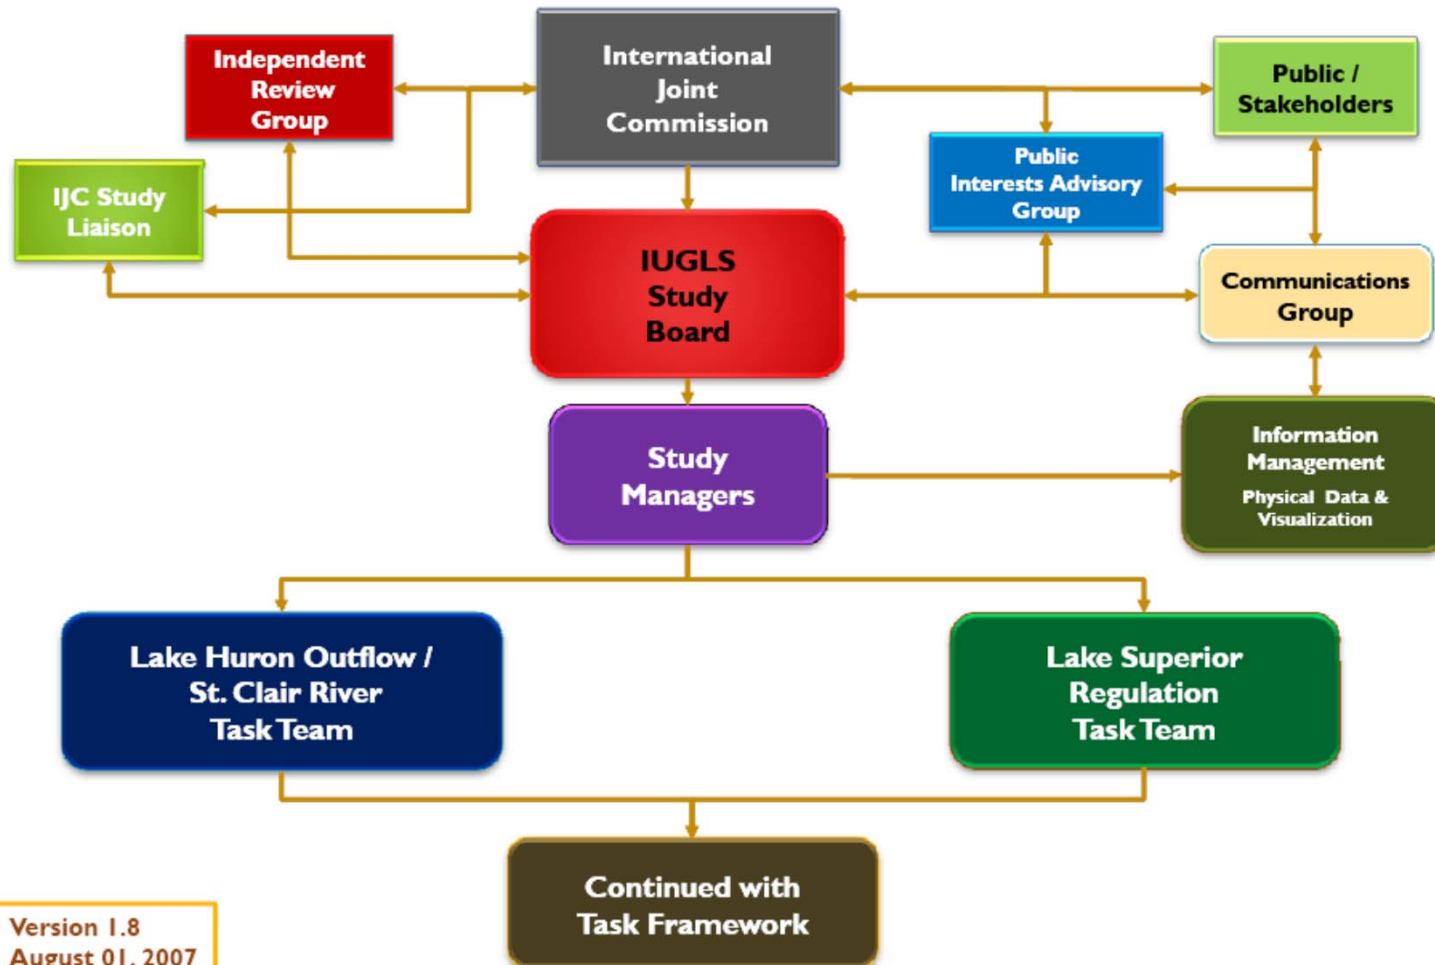 International
Joint
Commission
Independent
Review
Group
Public /
Stakeholders
Public
Interests Advisory
Group
IJC Study
Liaison
IUGLS
Study
Board
Communications
Group
Study
Managers
Information
Management
Physical Data &
Visualization
Lake Huron Outflow /
St. Clair River
Task Team
Lake Superior
Regulation
Task Team
Continued with
Task Framework
Version 1.8
August 01, 2007